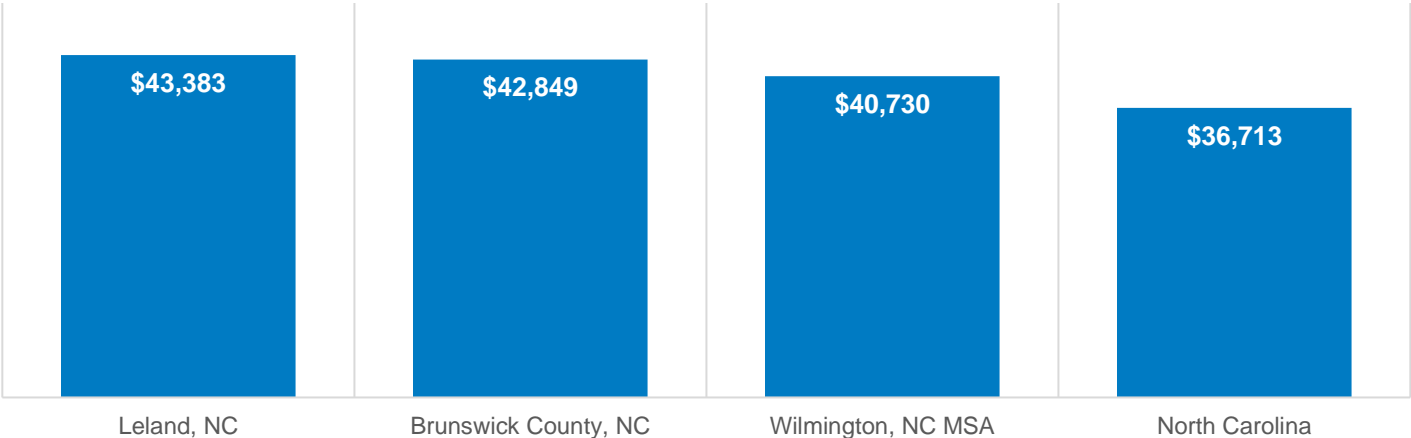 $43,383
$42,849
$40,730
$36,713
Leland, NC
Brunswick County, NC
Wilmington, NC MSA
North Carolina